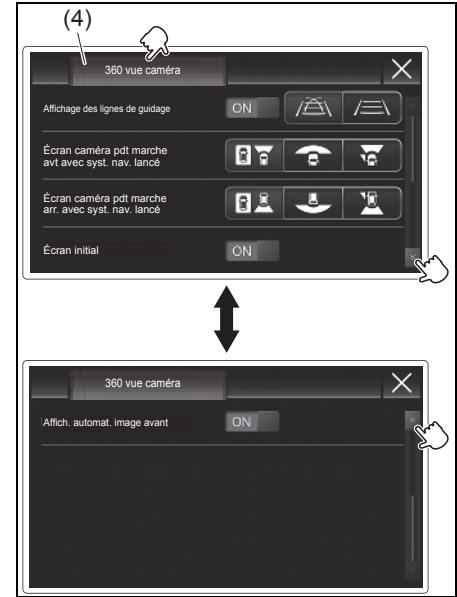 (4)
360 vue caméra
Affichage des lignes de guidage
ON
Écran caméra pdt marche
avt avec syst. nav. lancé
Écran caméra pdt marche
arr. avec syst. nav. lancé
Écran initial
ON
360 vue caméra
Affich. automat. image avant
ON